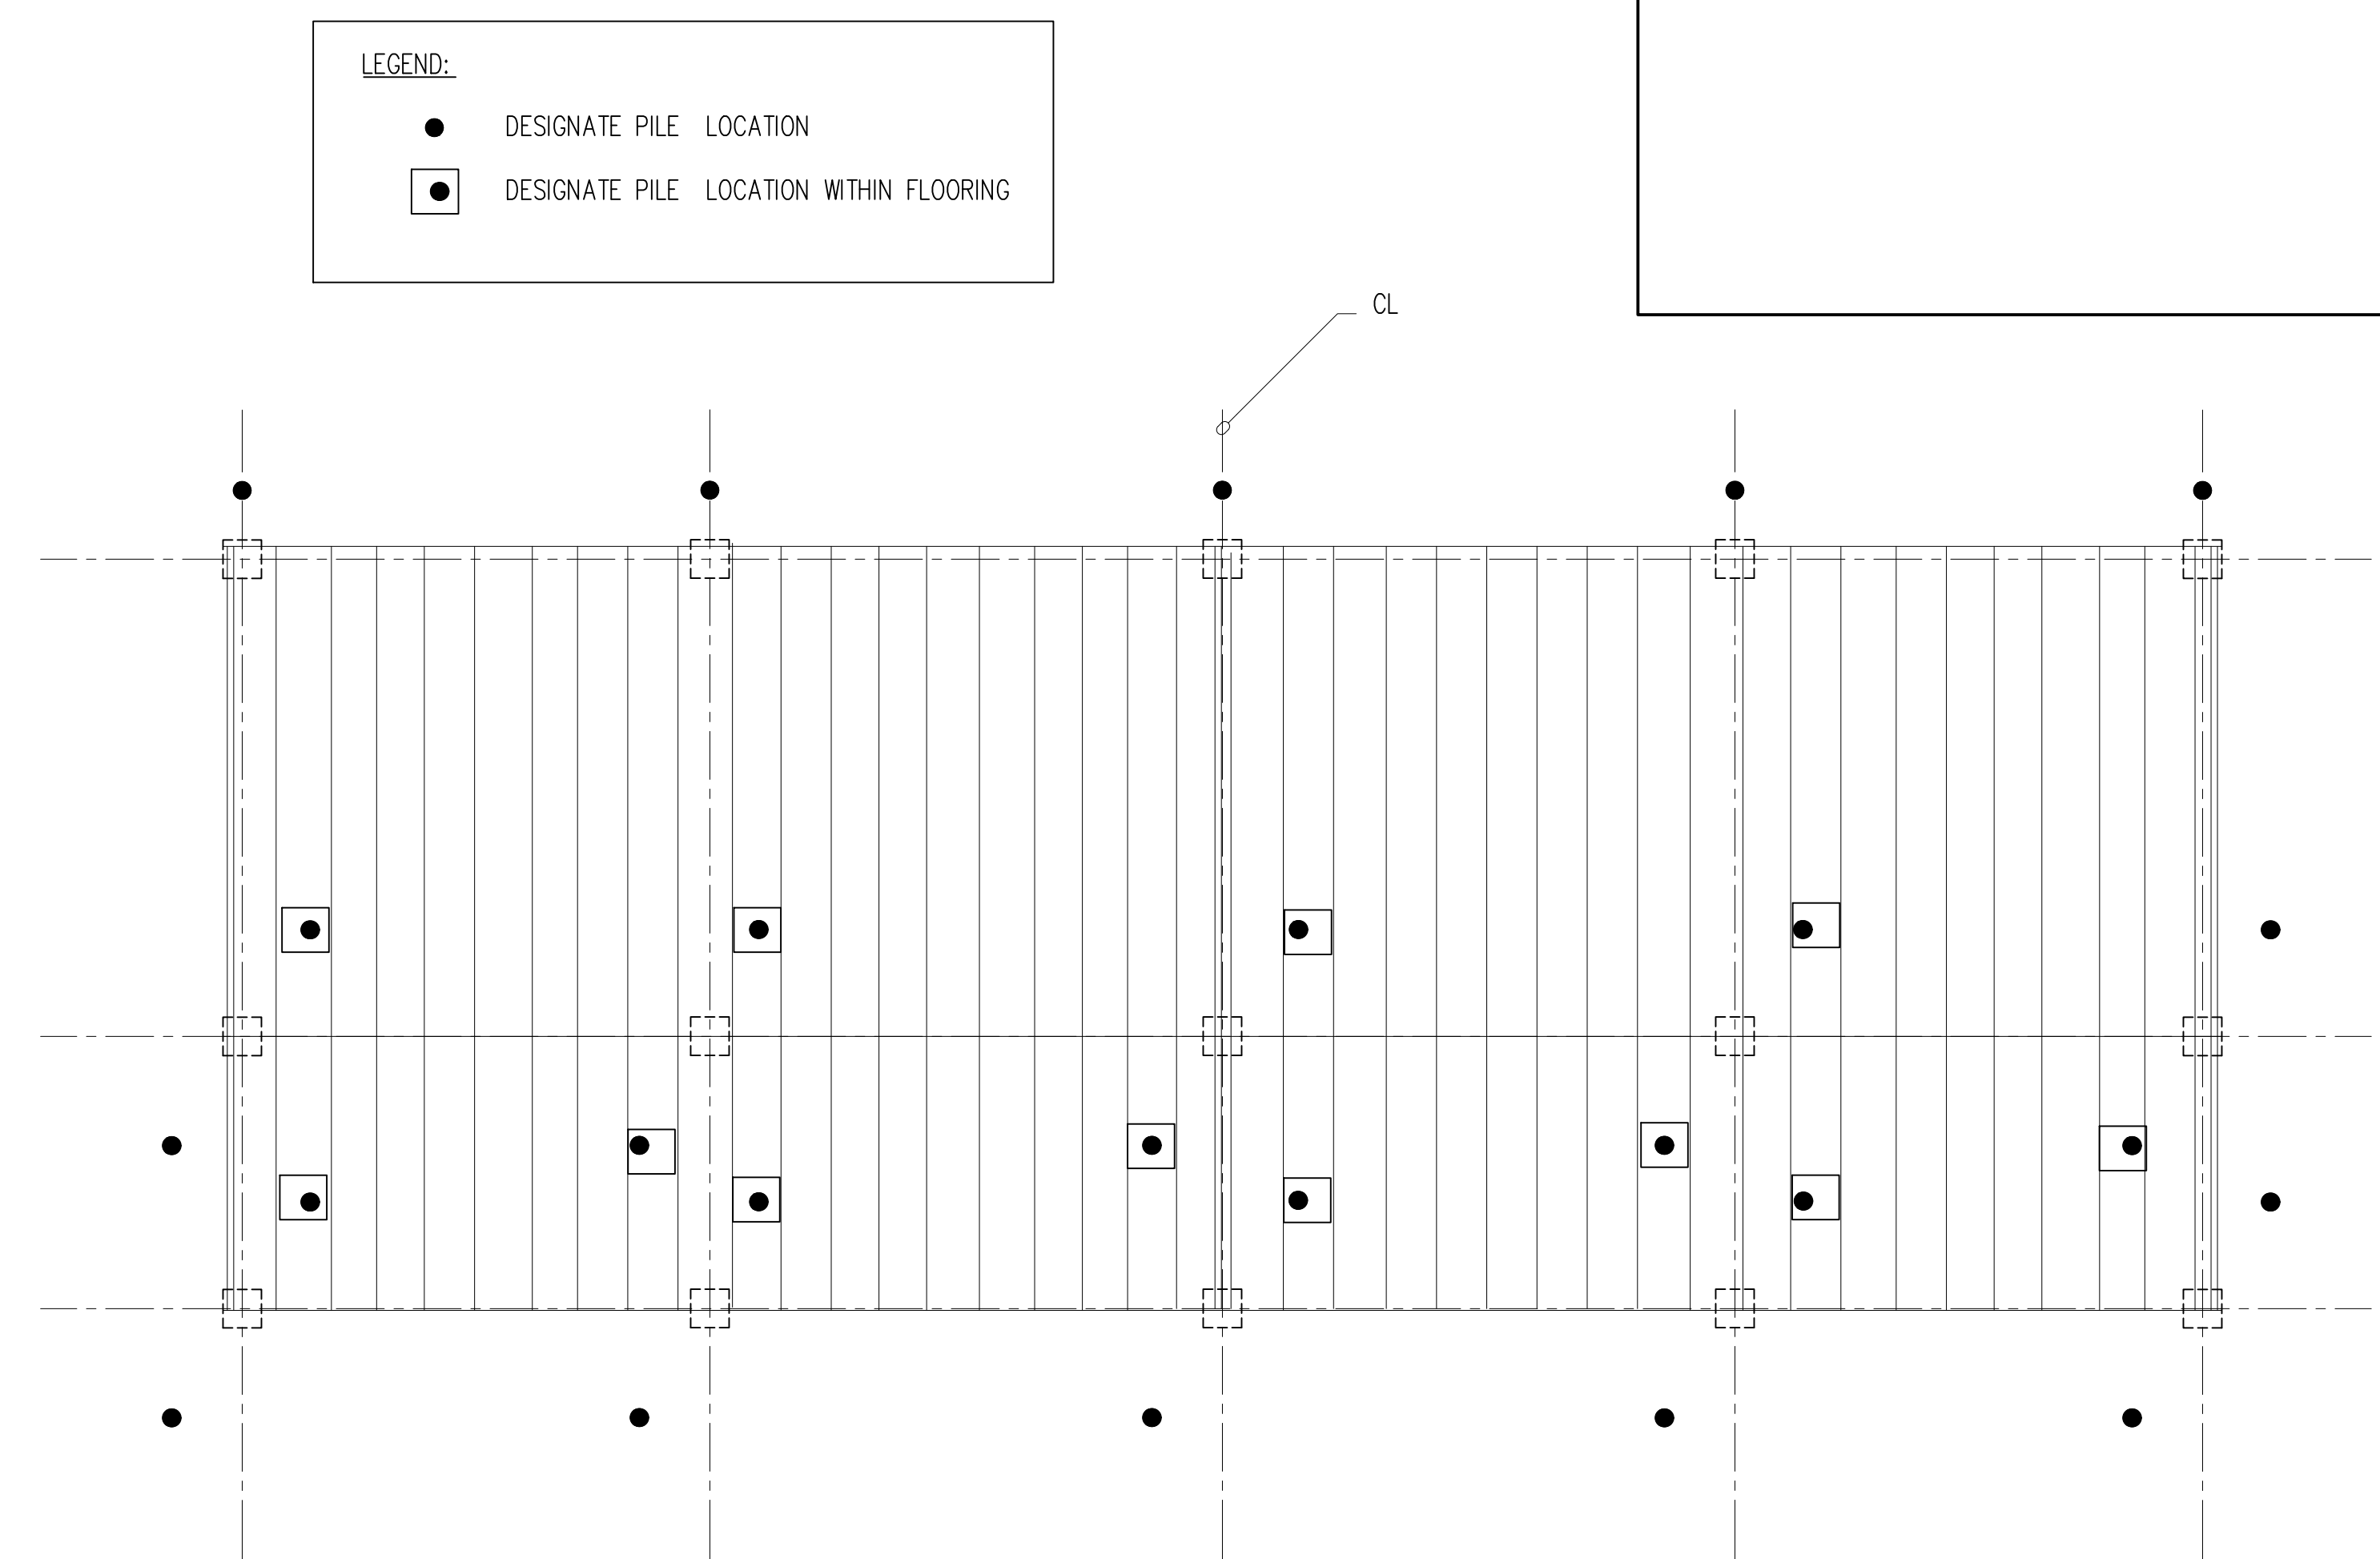 LEGEND:
DESIGNATE PILE LOCATION
DESIGNATE PILE LOCATION WITHIN FLOORING
CL